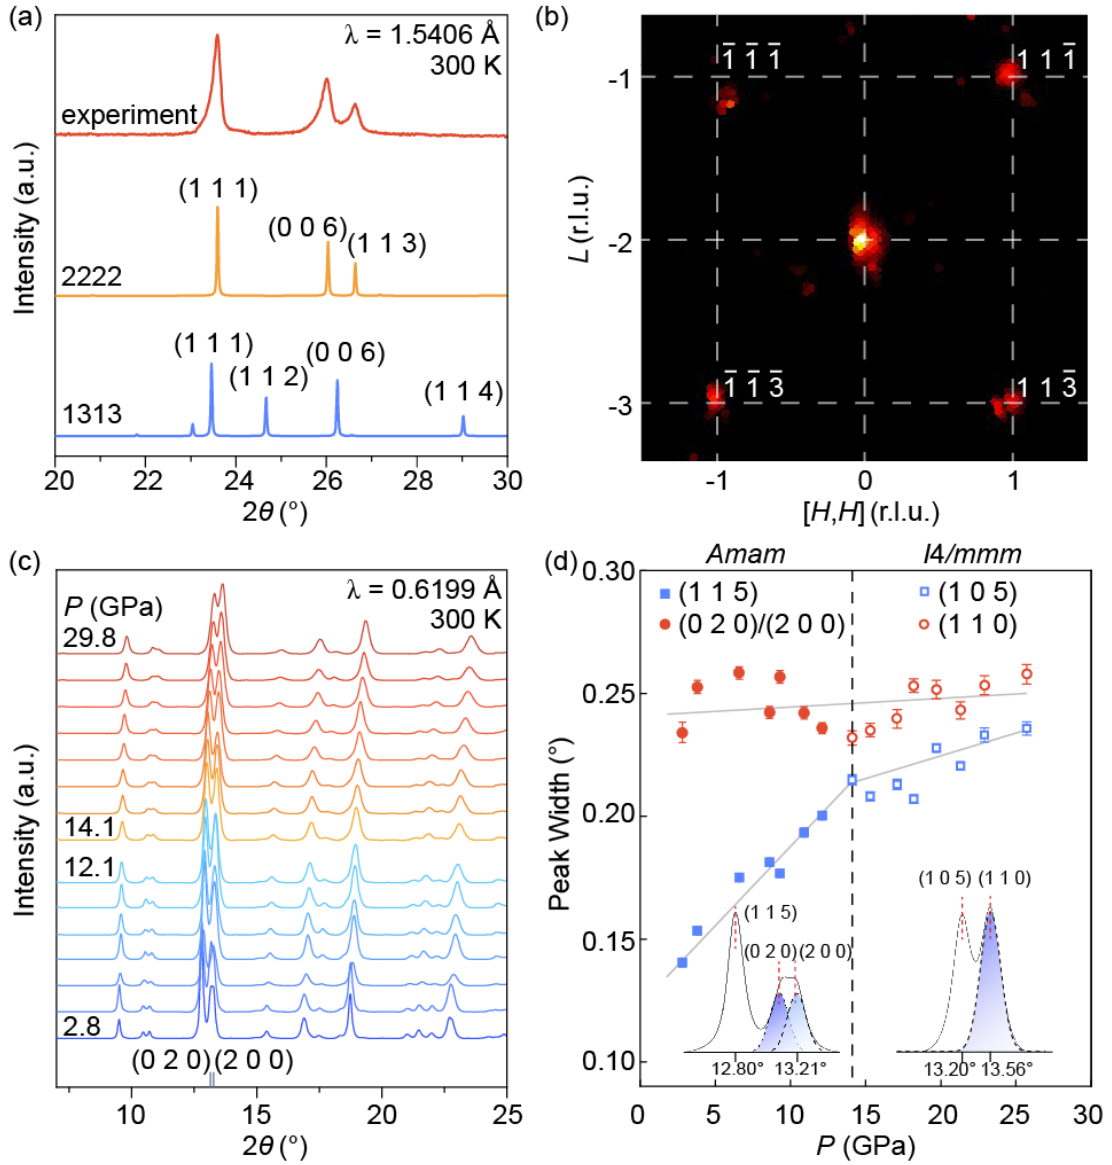 (a)
λ = 1.5406 Å
300 K
experiment
(1 1 1)
(0 0 6)
(1 1 3)
2222
(1 1 1)
(0 0 6)
(1 1 2)
(1 1 4)
1313
Intensity (a.u.)
20 22 24 26 28 30
2θ (°)
(b)
1̄ 1̄ 1̄
1 1 1̄
1̄ 1̄ 3̄
1 1 3̄
-1
-2
-3
L (r.l.u.)
-1 0 1
[H,H] (r.l.u.)
(c)
λ = 0.6199 Å
300 K
P (GPa)
29.8
14.1
12.1
2.8
(0 2 0) (2 0 0)
Intensity (a.u.)
10 15 20 25
2θ (°)
(d)
Amam
I4/mmm
0.30
0.25
0.20
0.15
0.10
Peak Width (°)
(1 1 5)
(0 2 0)/(2 0 0)
(1 0 5)
(1 1 0)
(1 1 5)
(0 2 0) (2 0 0)
12.80° 13.21°
(1 0 5) (1 1 0)
13.20° 13.56°
0 5 10 15 20 25 30
P (GPa)